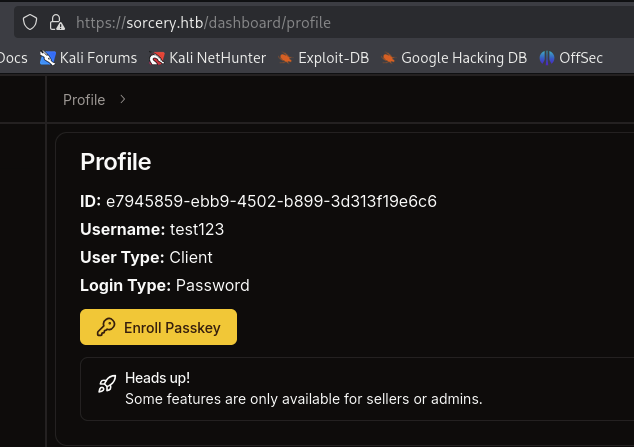 https://sorcery.htb/dashboard/profile
Docs Kali Forums Kali NetHunter Exploit-DB Google Hacking DB OffSec
Profile
Profile
ID: e7945859-ebb9-4502-b899-3d313f19e6c6
Username: test123
User Type: Client
Login Type: Password
Enroll Passkey
Heads up!
Some features are only available for sellers or admins.